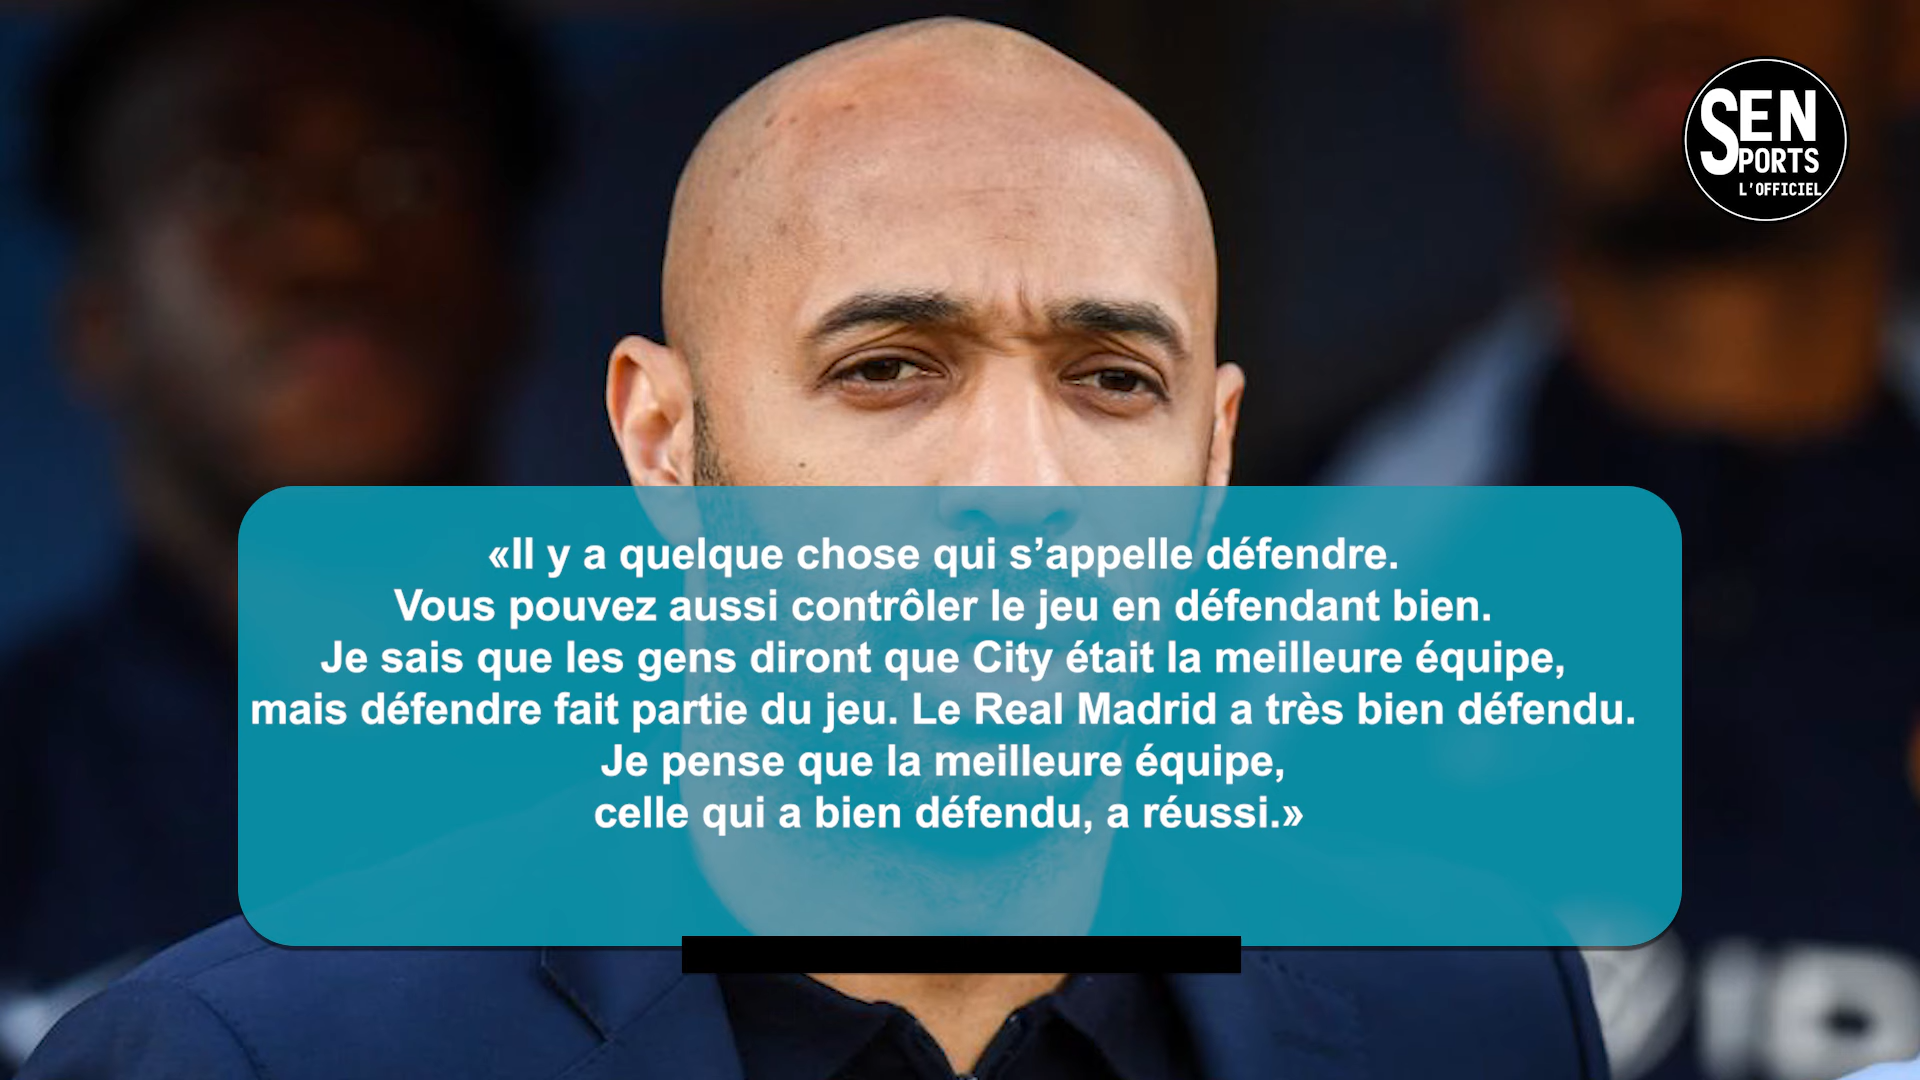 SEN
SPORTS
L'OFFICIEL
«Il y a quelque chose qui s’appelle défendre.
Vous pouvez aussi contrôler le jeu en défendant bien.
Je sais que les gens diront que City était la meilleure équipe,
mais défendre fait partie du jeu. Le Real Madrid a très bien défendu.
Je pense que la meilleure équipe,
celle qui a bien défendu, a réussi.»